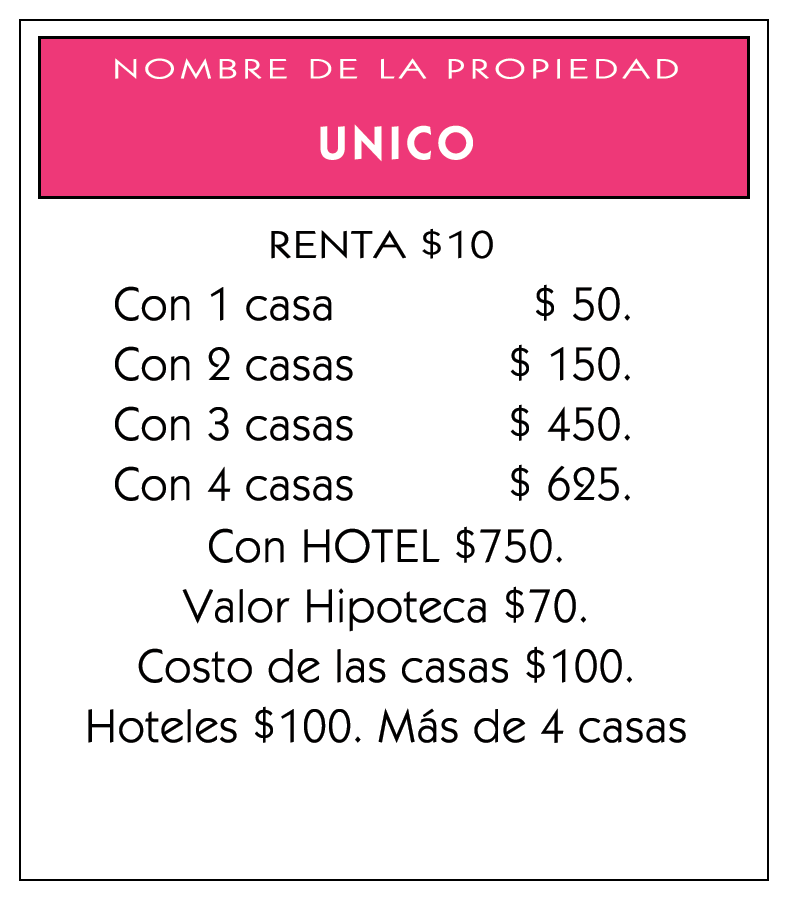 NOMBRE DE LA PROPIEDAD
UNICO
RENTA $10
Con 1 casa $ 50.
Con 2 casas $ 150.
Con 3 casas $ 450.
Con 4 casas $ 625.
Con HOTEL $750.
Valor Hipoteca $70.
Costo de las casas $100.
Hoteles $100. Más de 4 casas